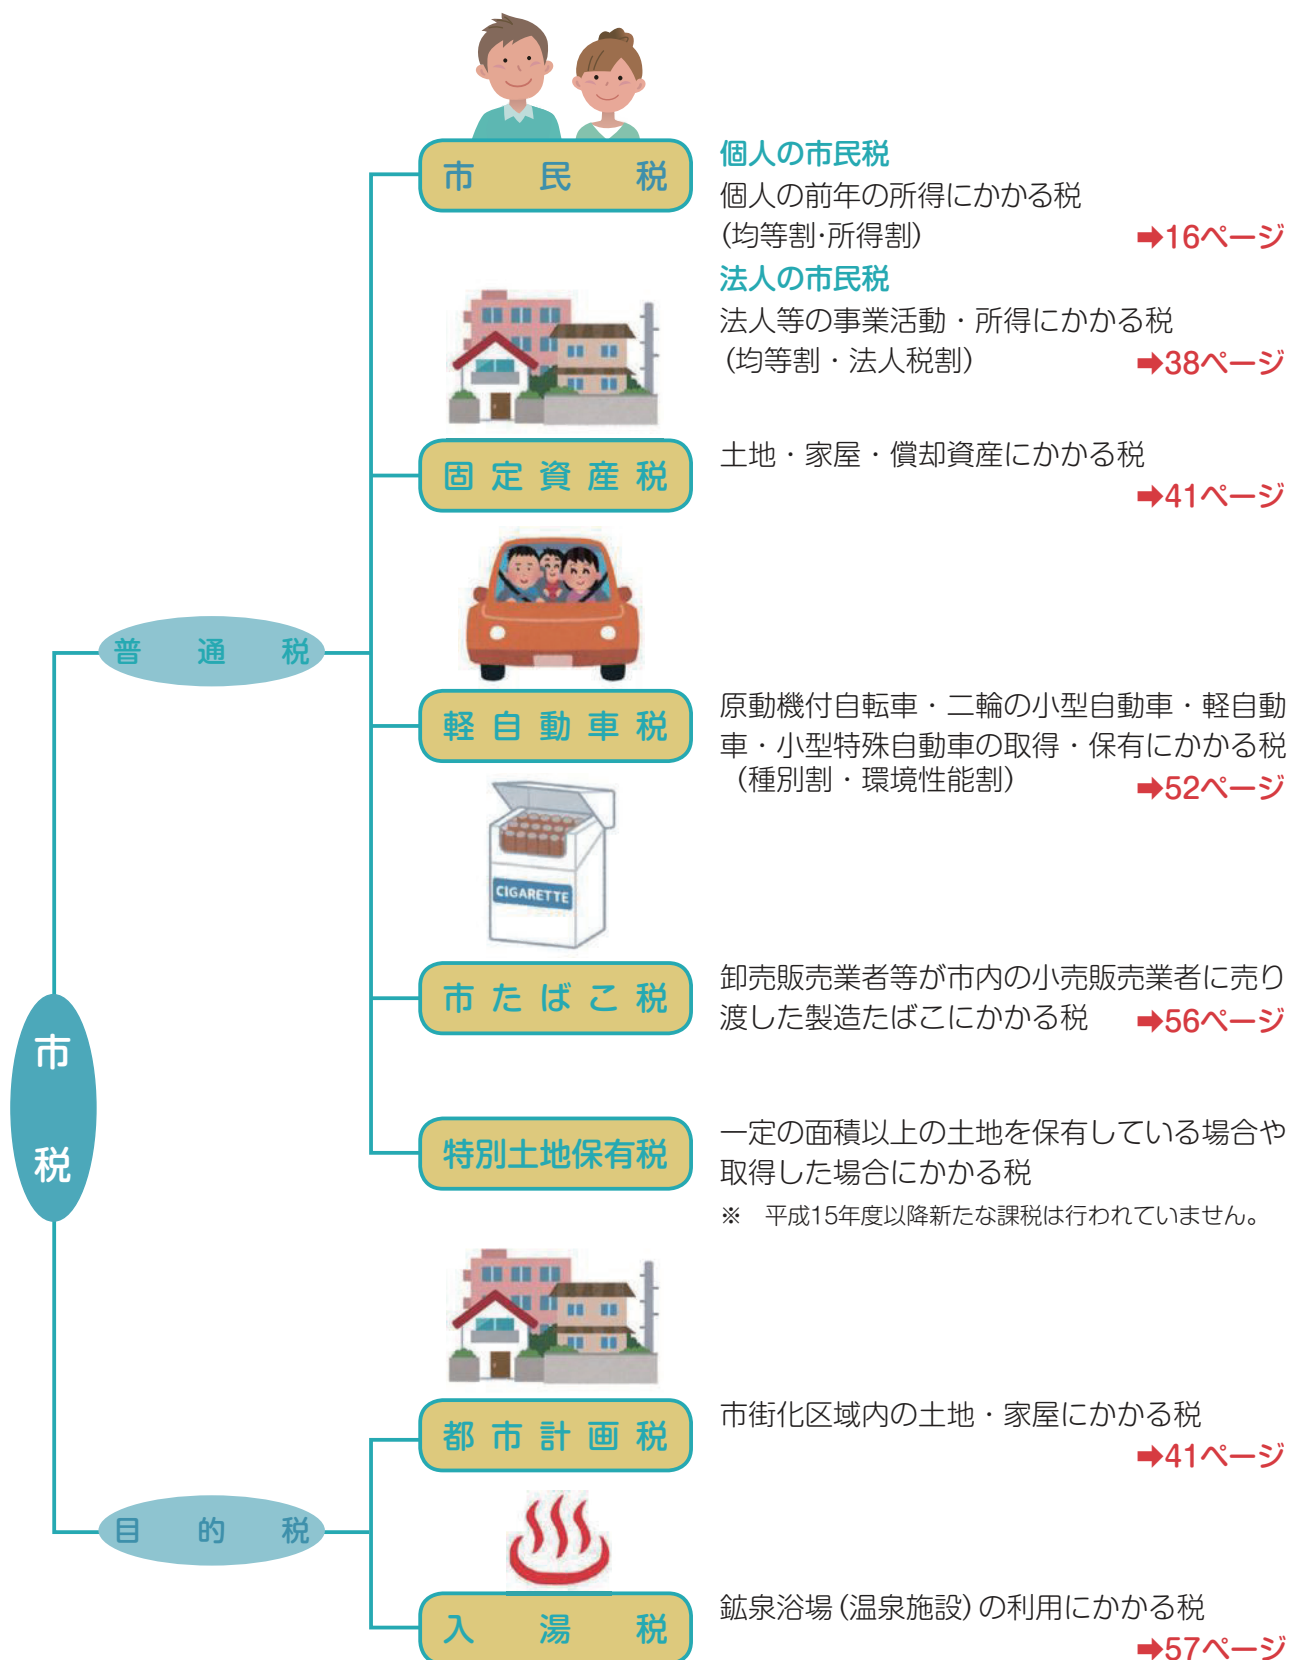 市民税
個人の市民税
個人の前年の所得にかかる税
(均等割･所得割)
➡16ページ
法人の市民税
法人等の事業活動・所得にかかる税
(均等割・法人税割)
➡38ページ
固定資産税
土地・家屋・償却資産にかかる税
➡41ページ
普通税
軽自動車税
原動機付自転車・二輪の小型自動車・軽自動
車・小型特殊自動車の取得・保有にかかる税
（種別割・環境性能割）
➡52ページ
CIGARETTE
市たばこ税
卸売販売業者等が市内の小売販売業者に売り
渡した製造たばこにかかる税
➡56ページ
市税
特別土地保有税
一定の面積以上の土地を保有している場合や
取得した場合にかかる税
※　平成15年度以降新たな課税は行われていません。
都市計画税
市街化区域内の土地・家屋にかかる税
➡41ページ
目的税
入湯税
鉱泉浴場(温泉施設)の利用にかかる税
➡57ページ